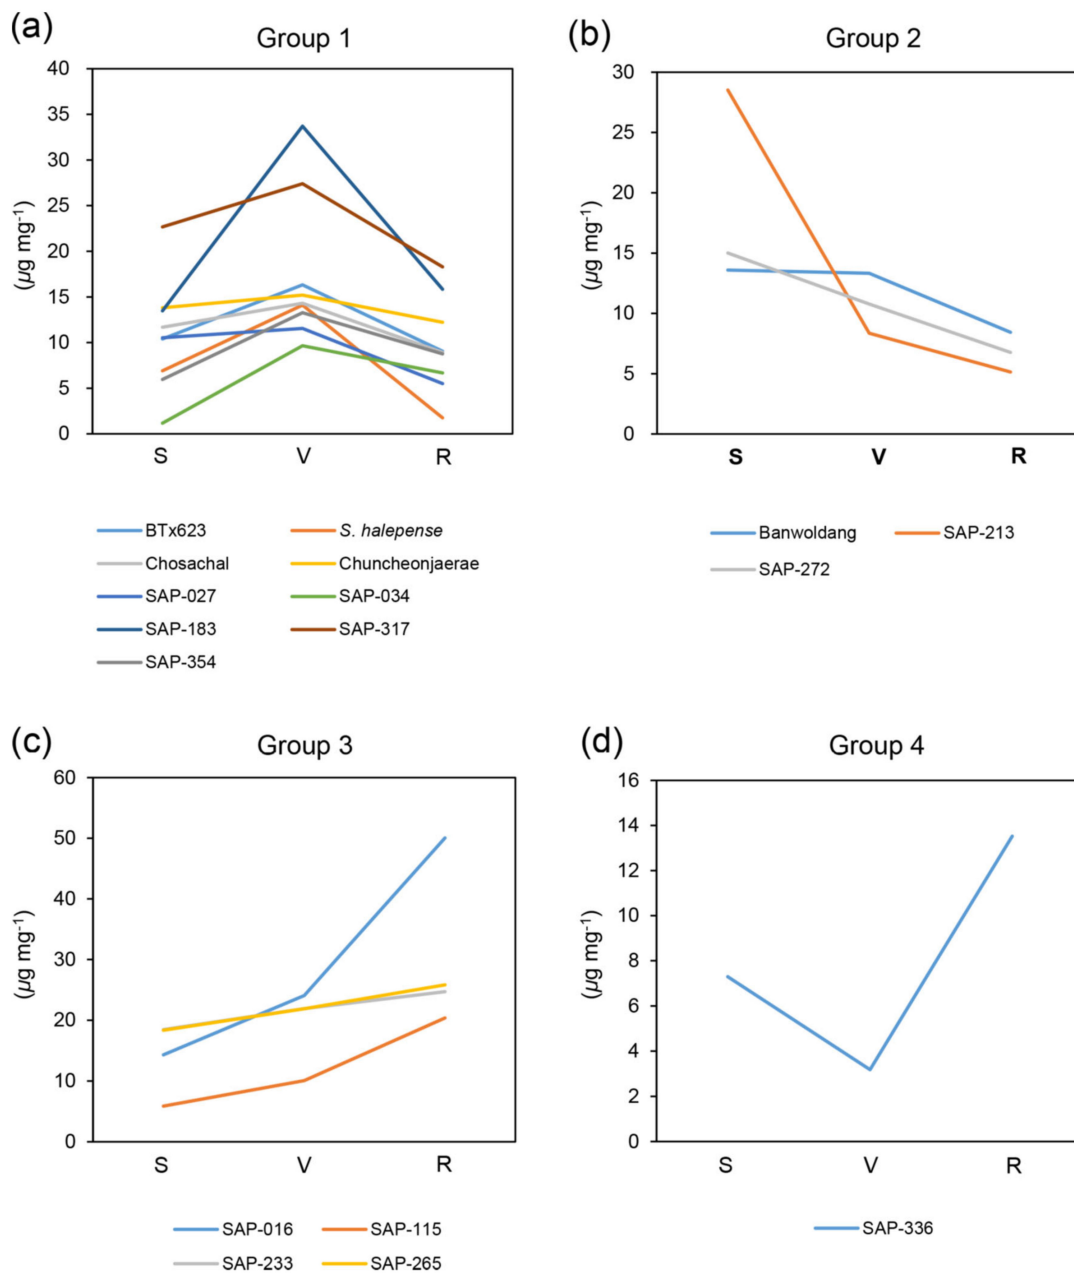 (a)
Group 1
(µg mg⁻¹)
40
35
30
25
20
15
10
5
0
S V R
BTx623 S. halepense
Chosachal Chuncheonjaerae
SAP-027 SAP-034
SAP-183 SAP-317
SAP-354
(b)
Group 2
(µg mg⁻¹)
30
25
20
15
10
5
0
S V R
Banwoldang SAP-213
SAP-272
(c)
Group 3
(µg mg⁻¹)
60
50
40
30
20
10
0
S V R
SAP-016 SAP-115
SAP-233 SAP-265
(d)
Group 4
(µg mg⁻¹)
16
14
12
10
8
6
4
2
0
S V R
SAP-336